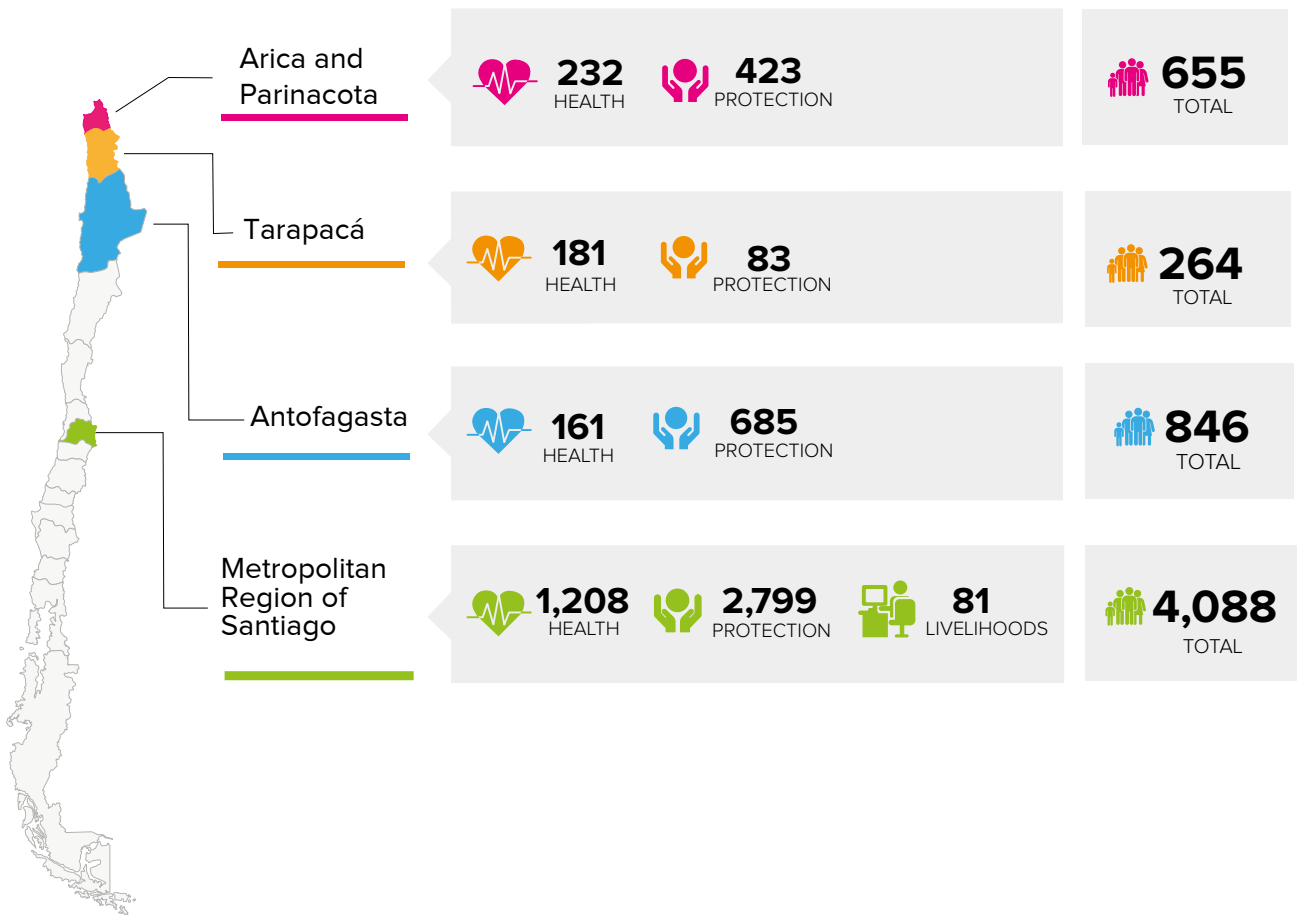 Arica and
Parinacota
232
HEALTH
423
PROTECTION
655
TOTAL
Tarapacá
181
HEALTH
83
PROTECTION
264
TOTAL
Antofagasta
161
HEALTH
685
PROTECTION
846
TOTAL
Metropolitan
Region of
Santiago
1,208
HEALTH
2,799
PROTECTION
81
LIVELIHOODS
4,088
TOTAL